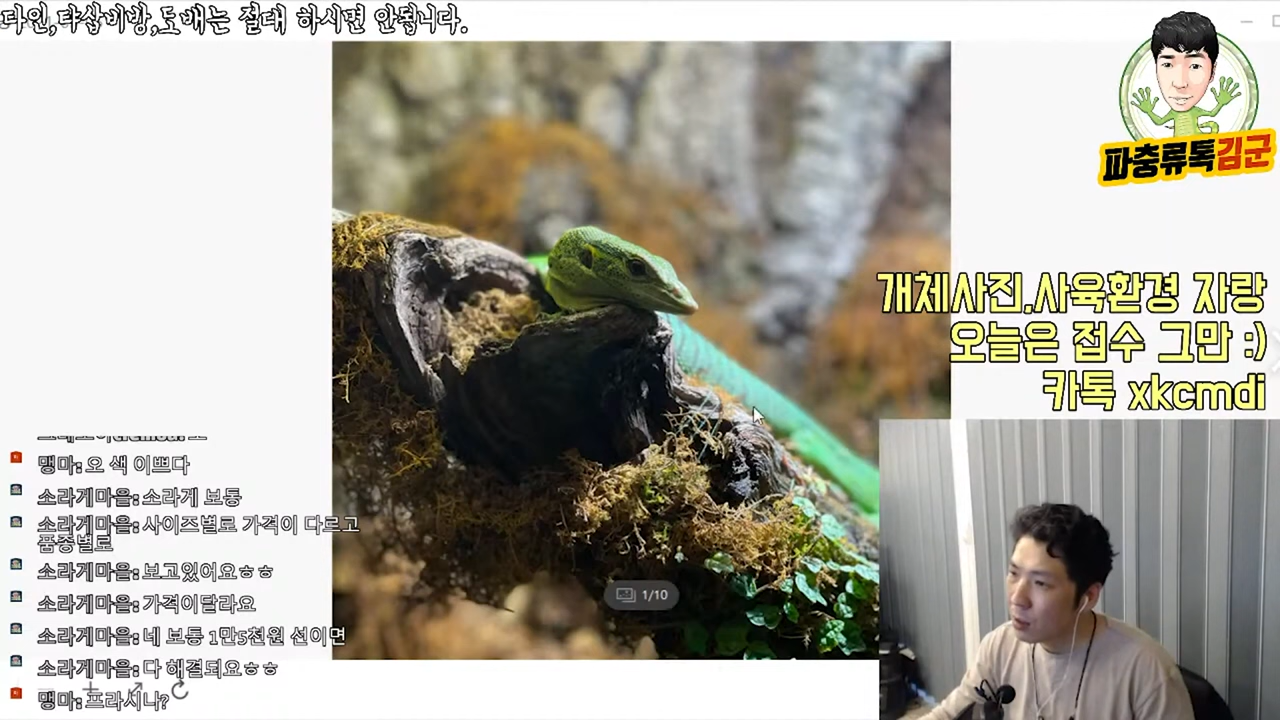 다인,타삽비방,도배는 절대 하시면 안됩니다.
파충류톡김군
개체사진,사육환경 자랑
오늘은 접수 그만 :)
카톡 xkcmdi
맹마:오 색 이쁘다
소라게마을:소라게 보통
소라게마을:사이즈별로 가격이 다르고
품종별로
소라게마을:보고있어요ㅎㅎ
소라게마을:가격이달라요
소라게마을:네 보통 1만5천원 선이면
소라게마을:다 해결되요ㅎㅎ
맹마:프라시나?
1/10